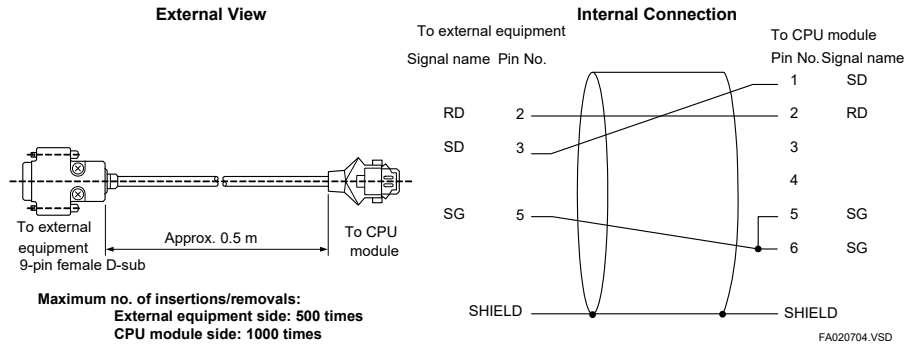 External View
To external
equipment
9-pin female D-sub
Approx. 0.5 m
To CPU
module
Maximum no. of insertions/removals:
External equipment side: 500 times
CPU module side: 1000 times
Internal Connection
To external equipment
To CPU module
Signal name Pin No.
Pin No. Signal name
1 SD
RD 2 2 RD
SD 3 3
4
SG 5 5 SG
6 SG
SHIELD SHIELD
FA020704.VSD